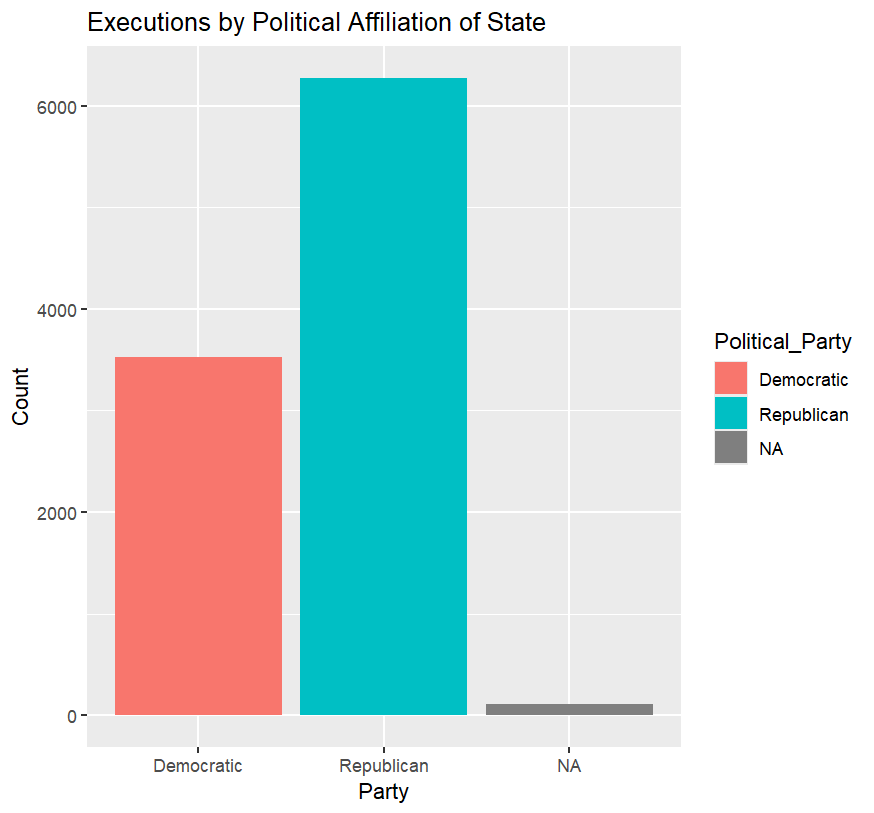 Executions by Political Affiliation of State
6000
4000
2000
0
Count
Democratic
Republican
NA
Party
Political_Party
Democratic
Republican
NA